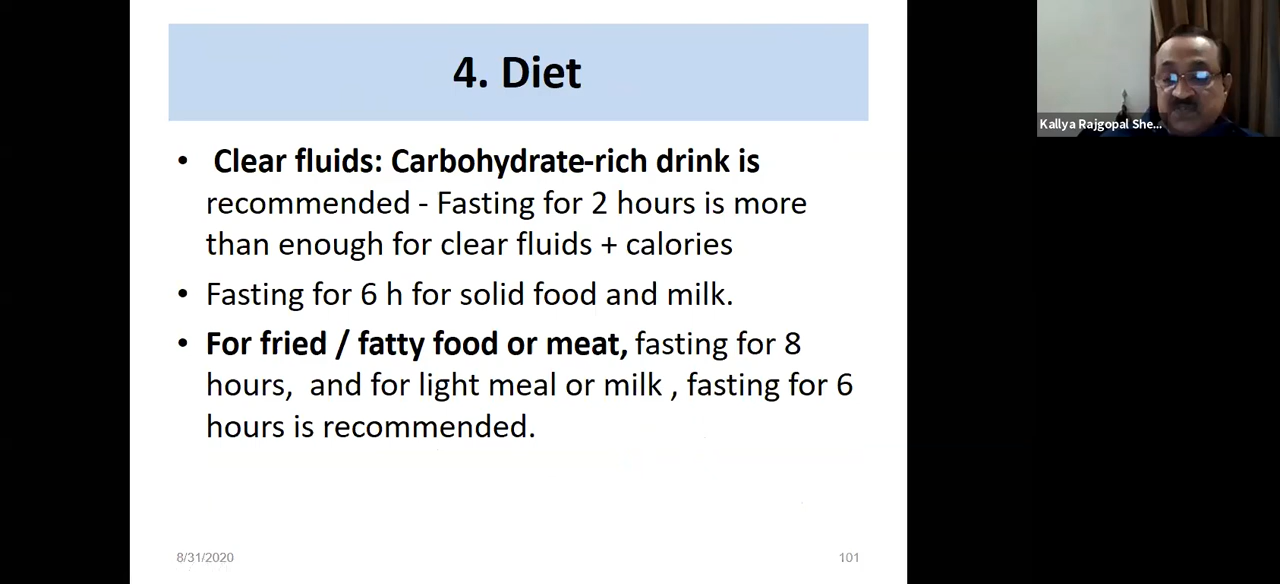 4. Diet
• Clear fluids: Carbohydrate-rich drink is
recommended - Fasting for 2 hours is more
than enough for clear fluids + calories
• Fasting for 6 h for solid food and milk.
• For fried / fatty food or meat, fasting for 8
hours, and for light meal or milk , fasting for 6
hours is recommended.
8/31/2020
101
Kallya Rajgopal She...